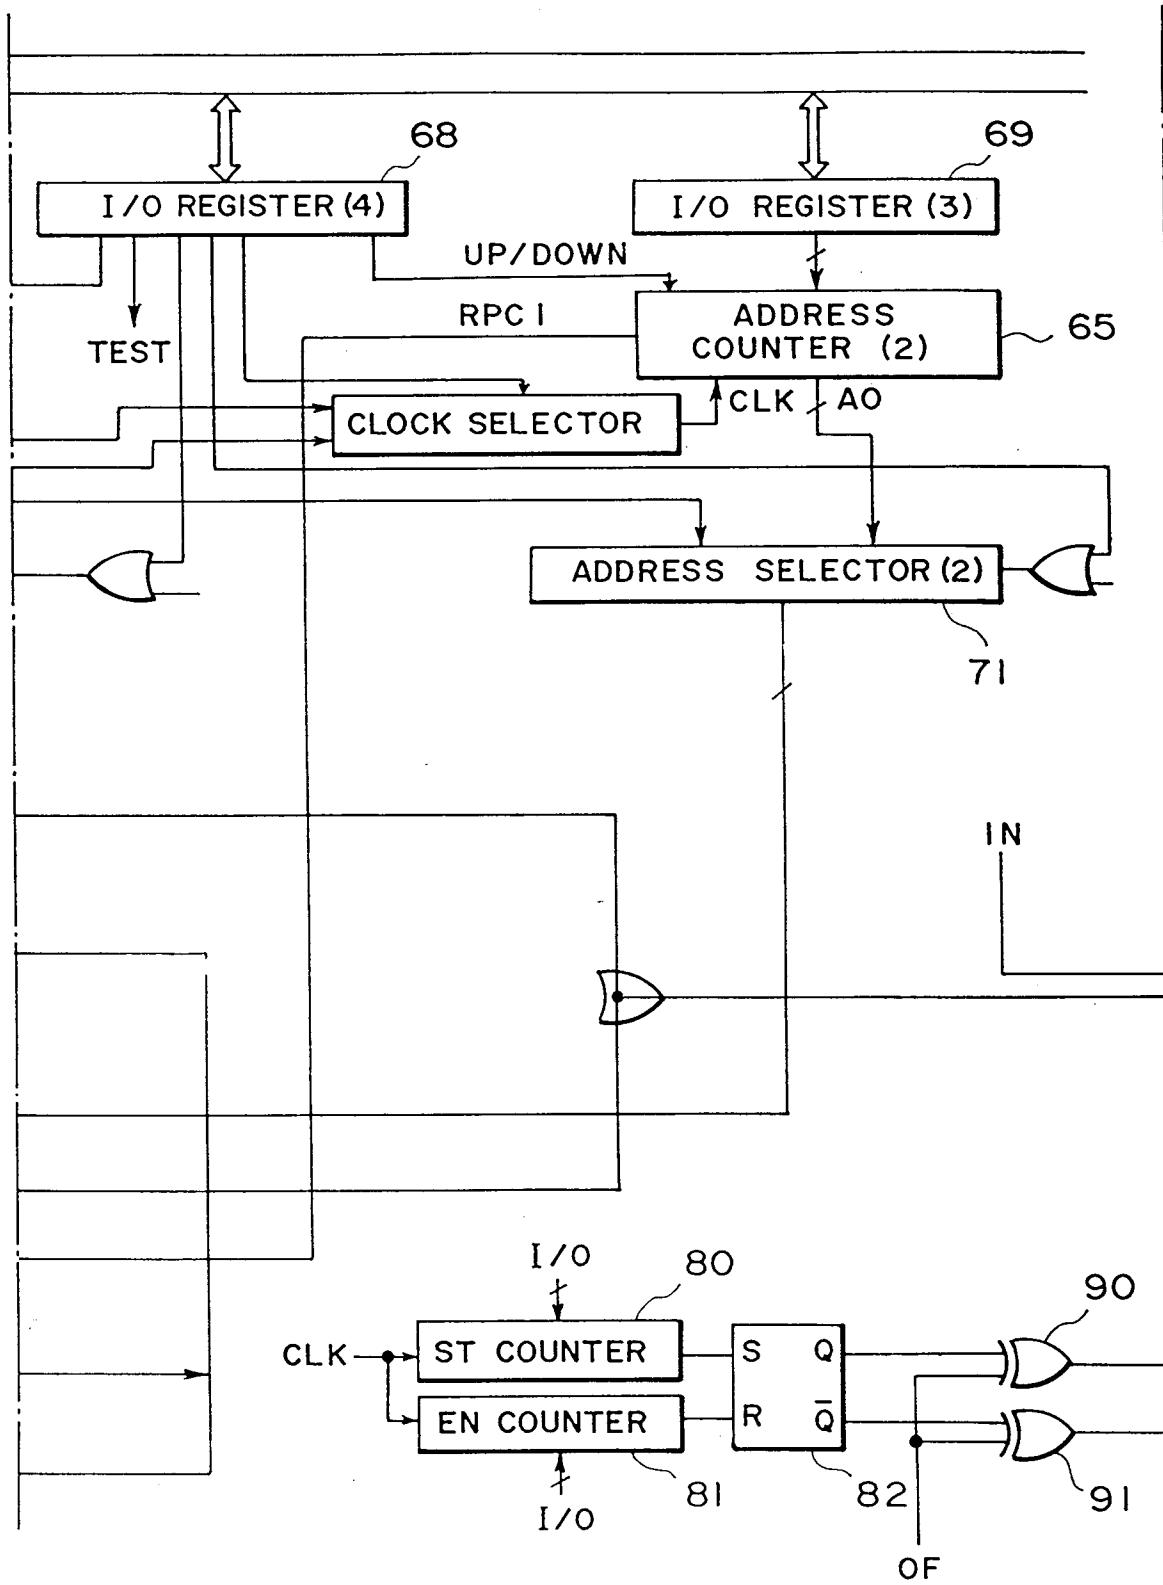 68
69
I/O REGISTER (4)
I/O REGISTER (3)
UP/DOWN
RPC 1
ADDRESS
COUNTER (2)
65
TEST
CLK
AO
CLOCK SELECTOR
ADDRESS SELECTOR (2)
71
IN
I/O
80
90
CLK
ST COUNTER
S
Q
EN COUNTER
R
Q̅
81
82
91
I/O
OF